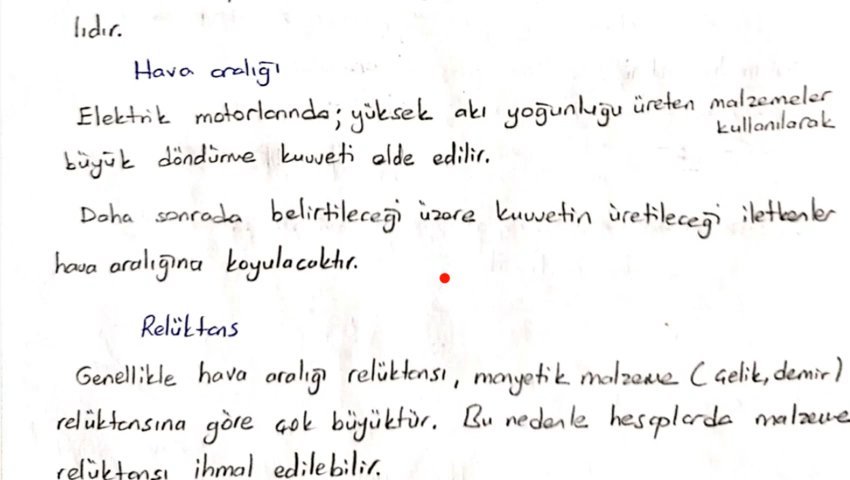 lıdır.
Hava aralığı
Elektrik motorlarında; yüksek akı yoğunluğu üreten malzemeler
kullanılarak
büyük döndürme kuvveti elde edilir.
Daha sonrada belirtileceği üzere kuvvetin üretileceği iletkenler
hava aralığına koyulacaktır.
Relüktans
Genellikle hava aralığı relüktansı, manyetik malzeme (çelik, demir)
relüktansına göre çok büyüktür. Bu nedenle hesaplarda malzeme
relüktansı ihmal edilebilir.